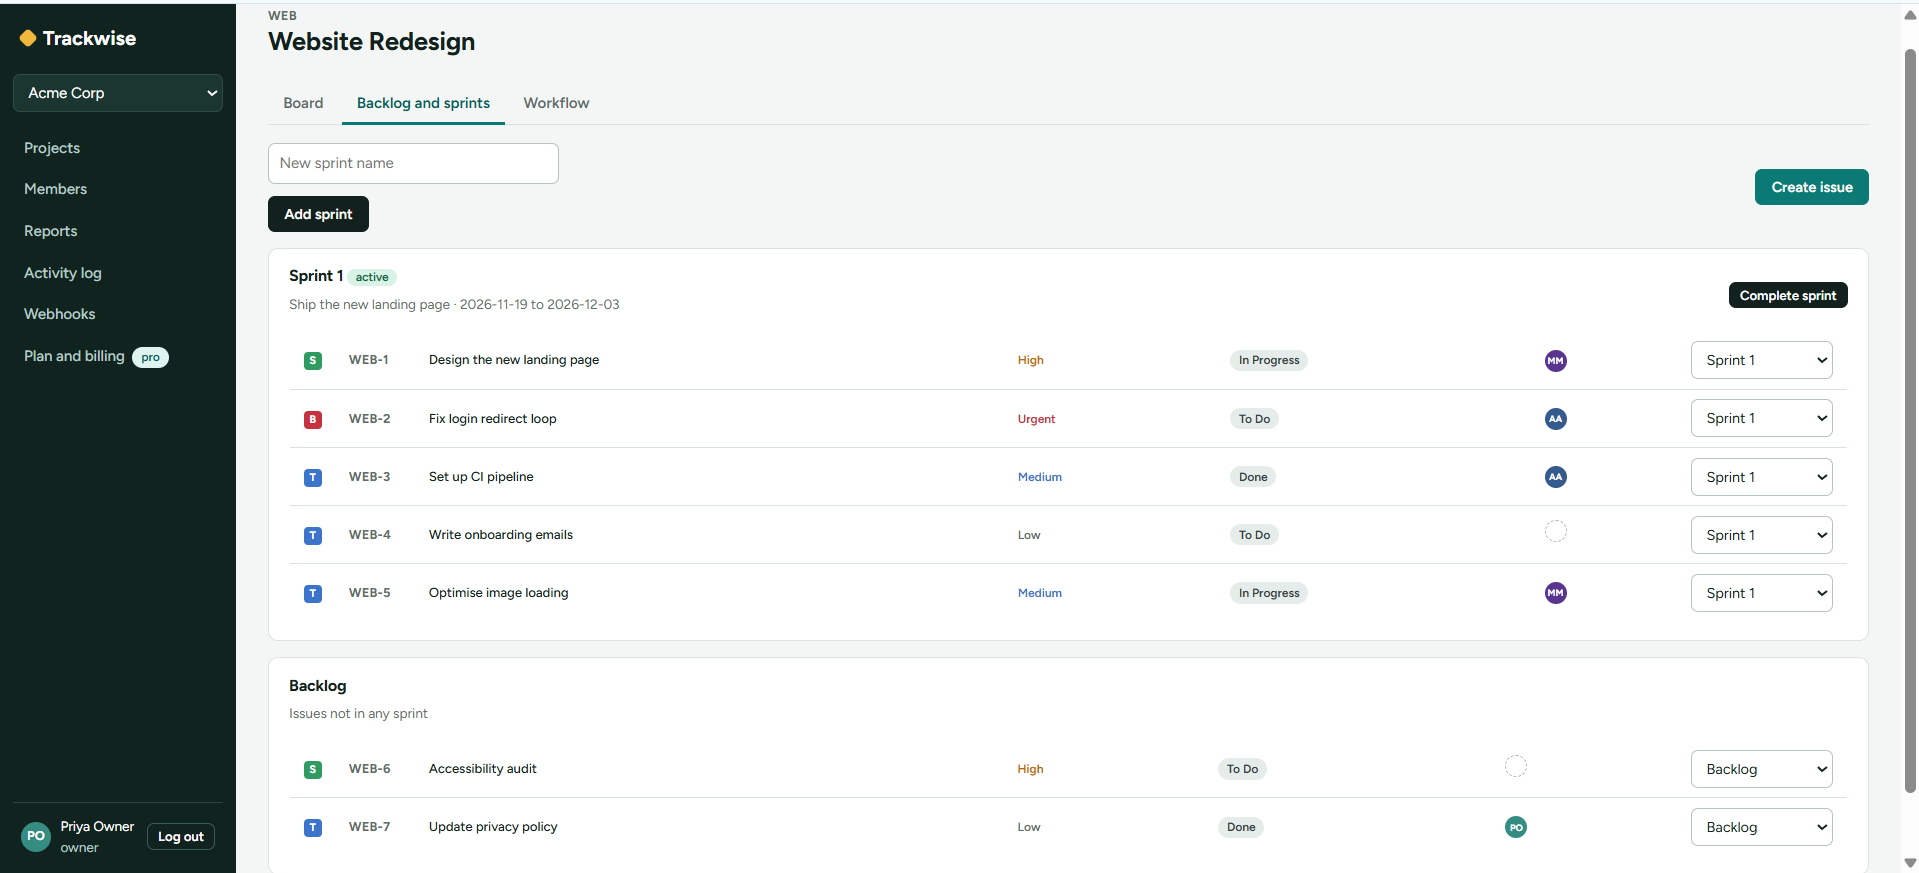 Trackwise
Acme Corp
Projects
Members
Reports
Activity log
Webhooks
Plan and billing pro
PO
Priya Owner
owner
Log out
WEB
Website Redesign
Board Backlog and sprints Workflow
New sprint name
Add sprint
Create issue
Sprint 1 active
Ship the new landing page · 2026-11-19 to 2026-12-03
Complete sprint
S WEB-1 Design the new landing page High In Progress MM Sprint 1
B WEB-2 Fix login redirect loop Urgent To Do AA Sprint 1
T WEB-3 Set up CI pipeline Medium Done AA Sprint 1
T WEB-4 Write onboarding emails Low To Do Sprint 1
T WEB-5 Optimise image loading Medium In Progress MM Sprint 1
Backlog
Issues not in any sprint
S WEB-6 Accessibility audit High To Do Backlog
T WEB-7 Update privacy policy Low Done PO Backlog